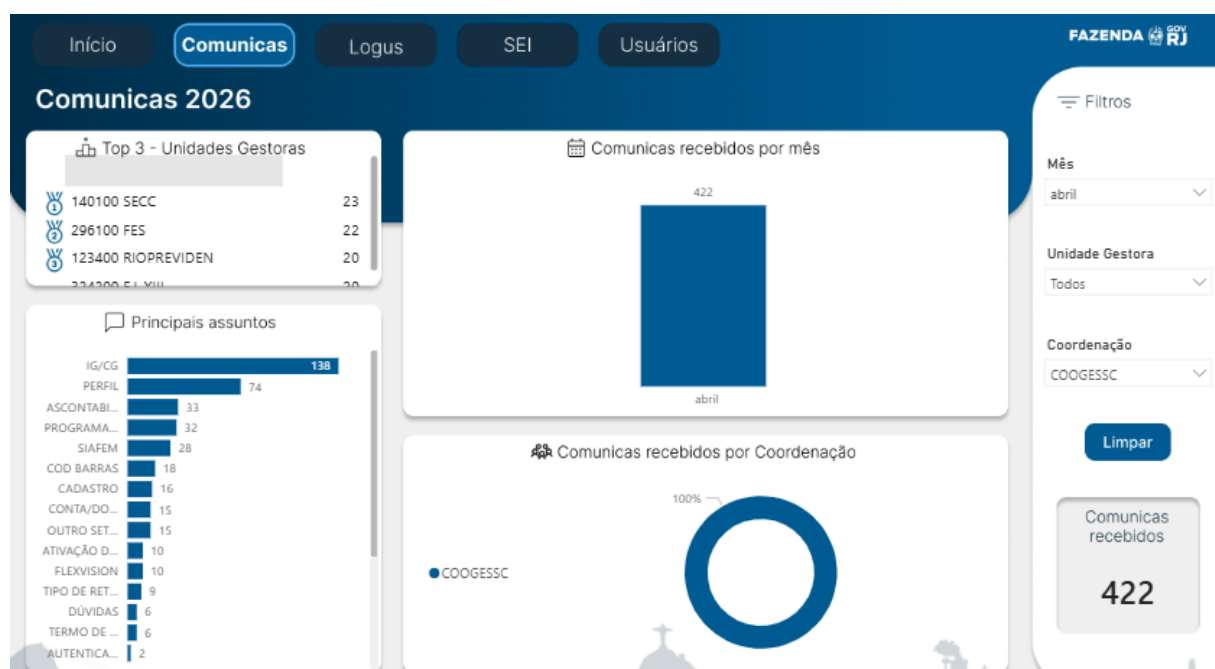 Início
Comunicas
Logus
SEI
Usuários
FAZENDA GOV RJ
Comunicas 2026
Filtros
Top 3 - Unidades Gestoras
1 140100 SECC 23
2 296100 FES 22
3 123400 RIOPREVIDEN 20
Comunicas recebidos por mês
422
abril
Mês
abril
Unidade Gestora
Todos
Coordenação
COOGESSC
Limpar
Comunicas
recebidos
422
Principais assuntos
IG/CG 138
PERFIL 74
ASCONTABI... 33
PROGRAMA... 32
SIAFEM 28
COD BARRAS 18
CADASTRO 16
CONTA/DO... 15
OUTRO SET... 15
ATIVAÇÃO D... 10
FLEXVISION 10
TIPO DE RET... 9
DÚVIDAS 6
TERMO DE ... 6
AUTENTICA... 2
Comunicas recebidos por Coordenação
100%
COOGESSC